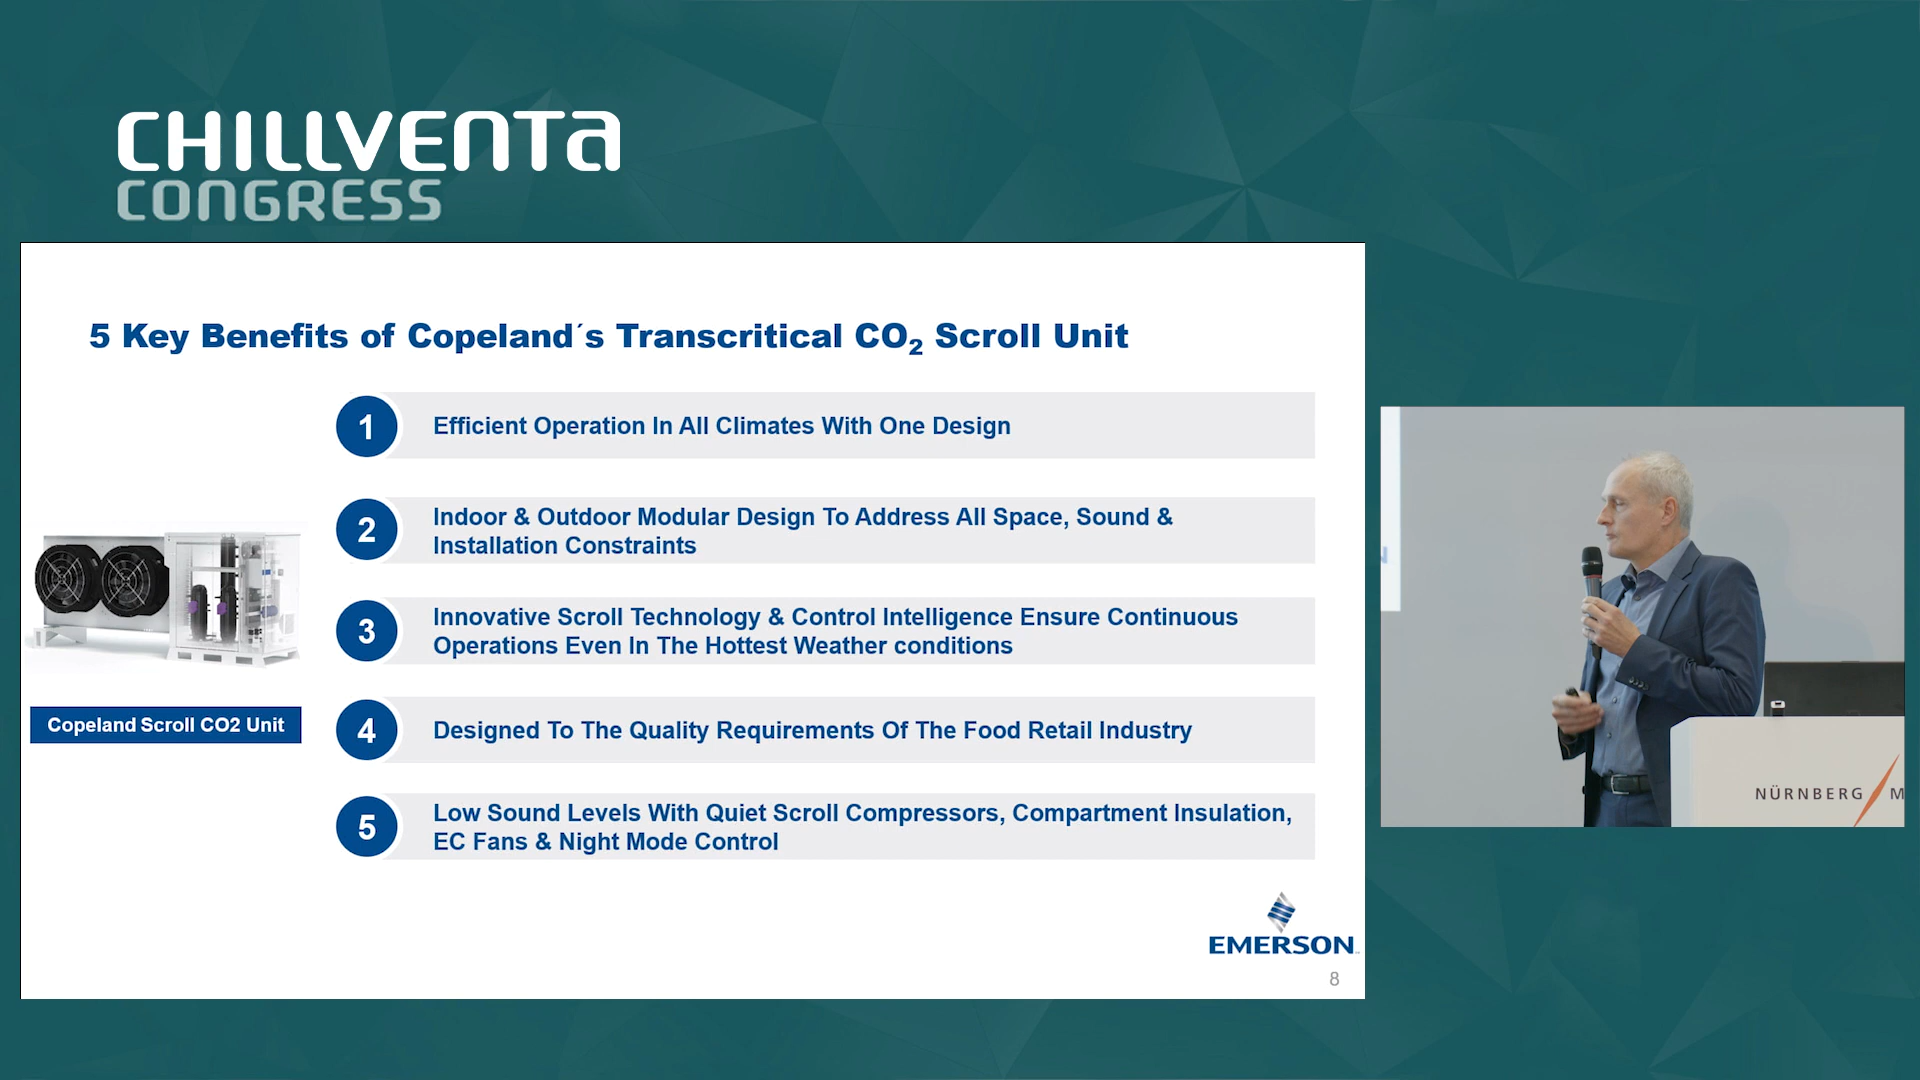 CHILLVENTA
CONGRESS
5 Key Benefits of Copeland´s Transcritical CO₂ Scroll Unit
1
Efficient Operation In All Climates With One Design
2
Indoor & Outdoor Modular Design To Address All Space, Sound &
Installation Constraints
3
Innovative Scroll Technology & Control Intelligence Ensure Continuous
Operations Even In The Hottest Weather conditions
4
Designed To The Quality Requirements Of The Food Retail Industry
5
Low Sound Levels With Quiet Scroll Compressors, Compartment Insulation,
EC Fans & Night Mode Control
Copeland Scroll CO2 Unit
EMERSON
8
NÜRNBERG M